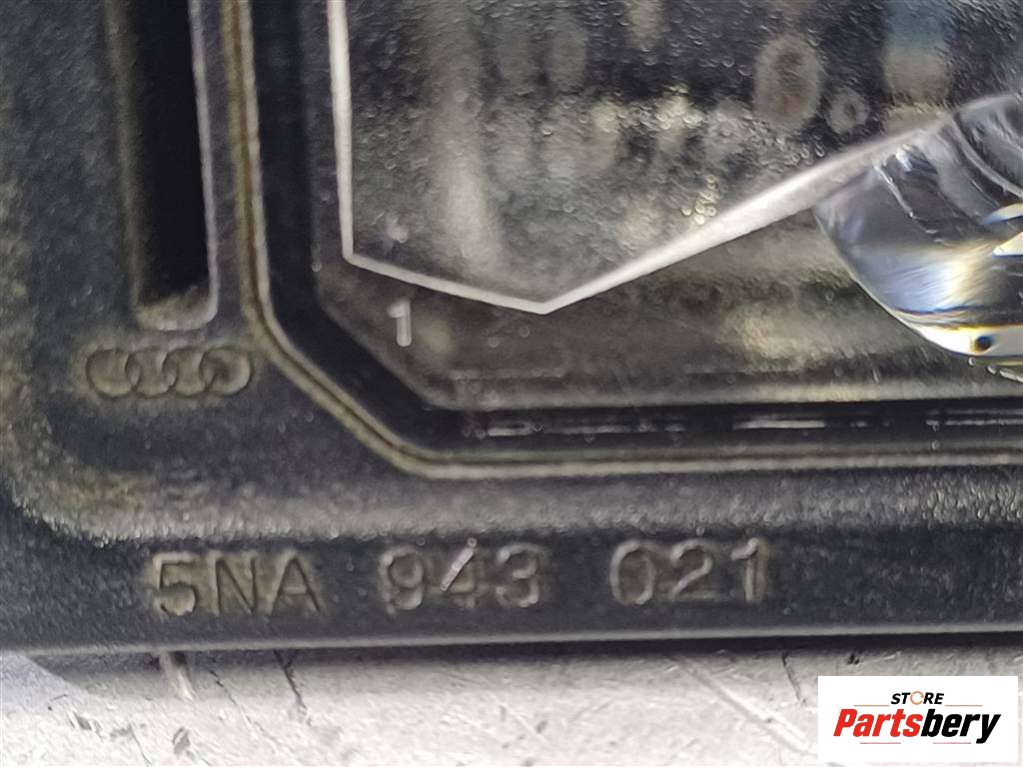 1
5NA 943 021
STORE
Partsbery